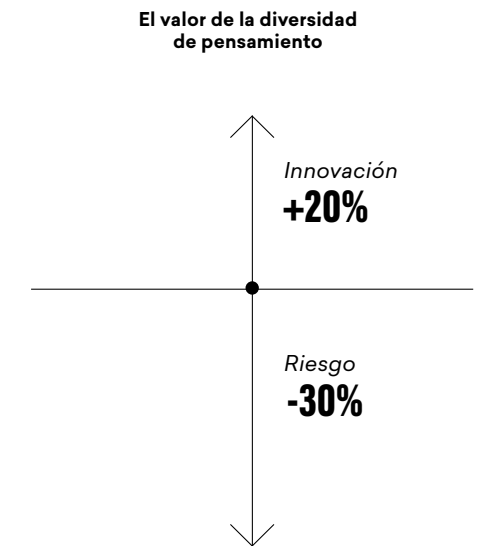 El valor de la diversidad
de pensamiento
Innovación
+20%
Riesgo
-30%